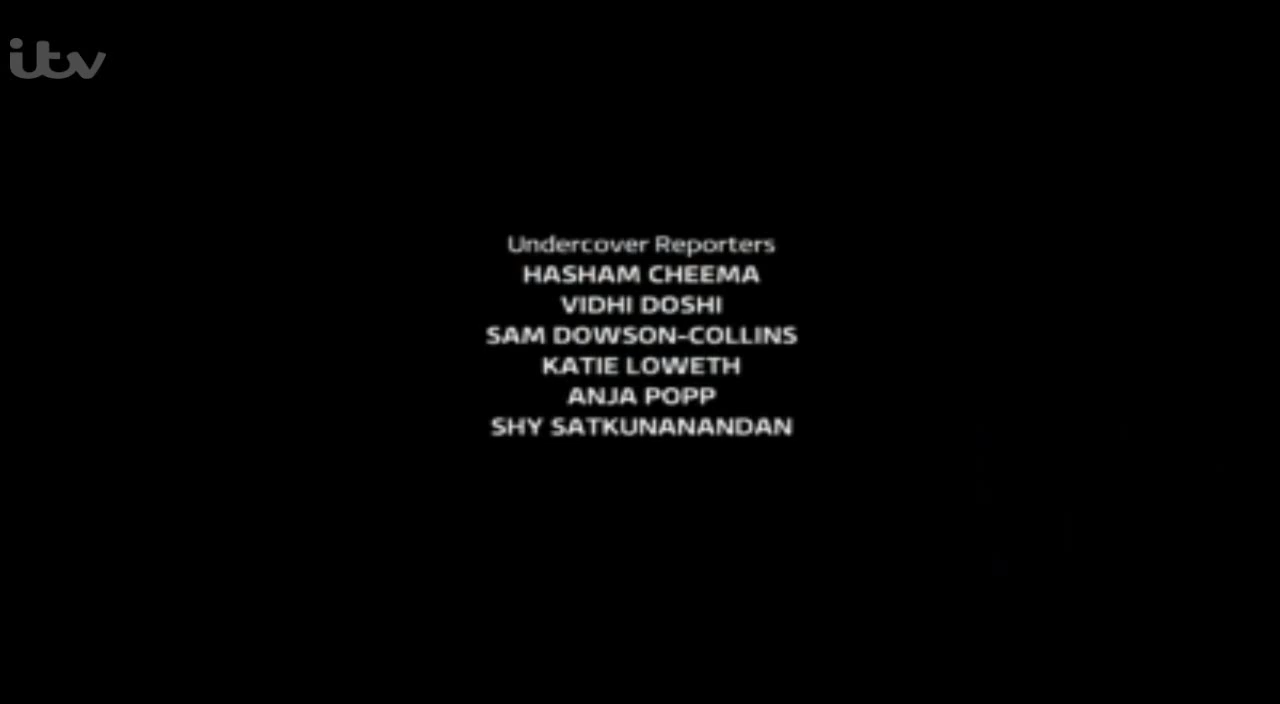 itv
Undercover Reporters
HASHAM CHEEMA
VIDHI DOSHI
SAM DOWSON-COLLINS
KATIE LOWETH
ANJA POPP
SHY SATKUNANANDAN